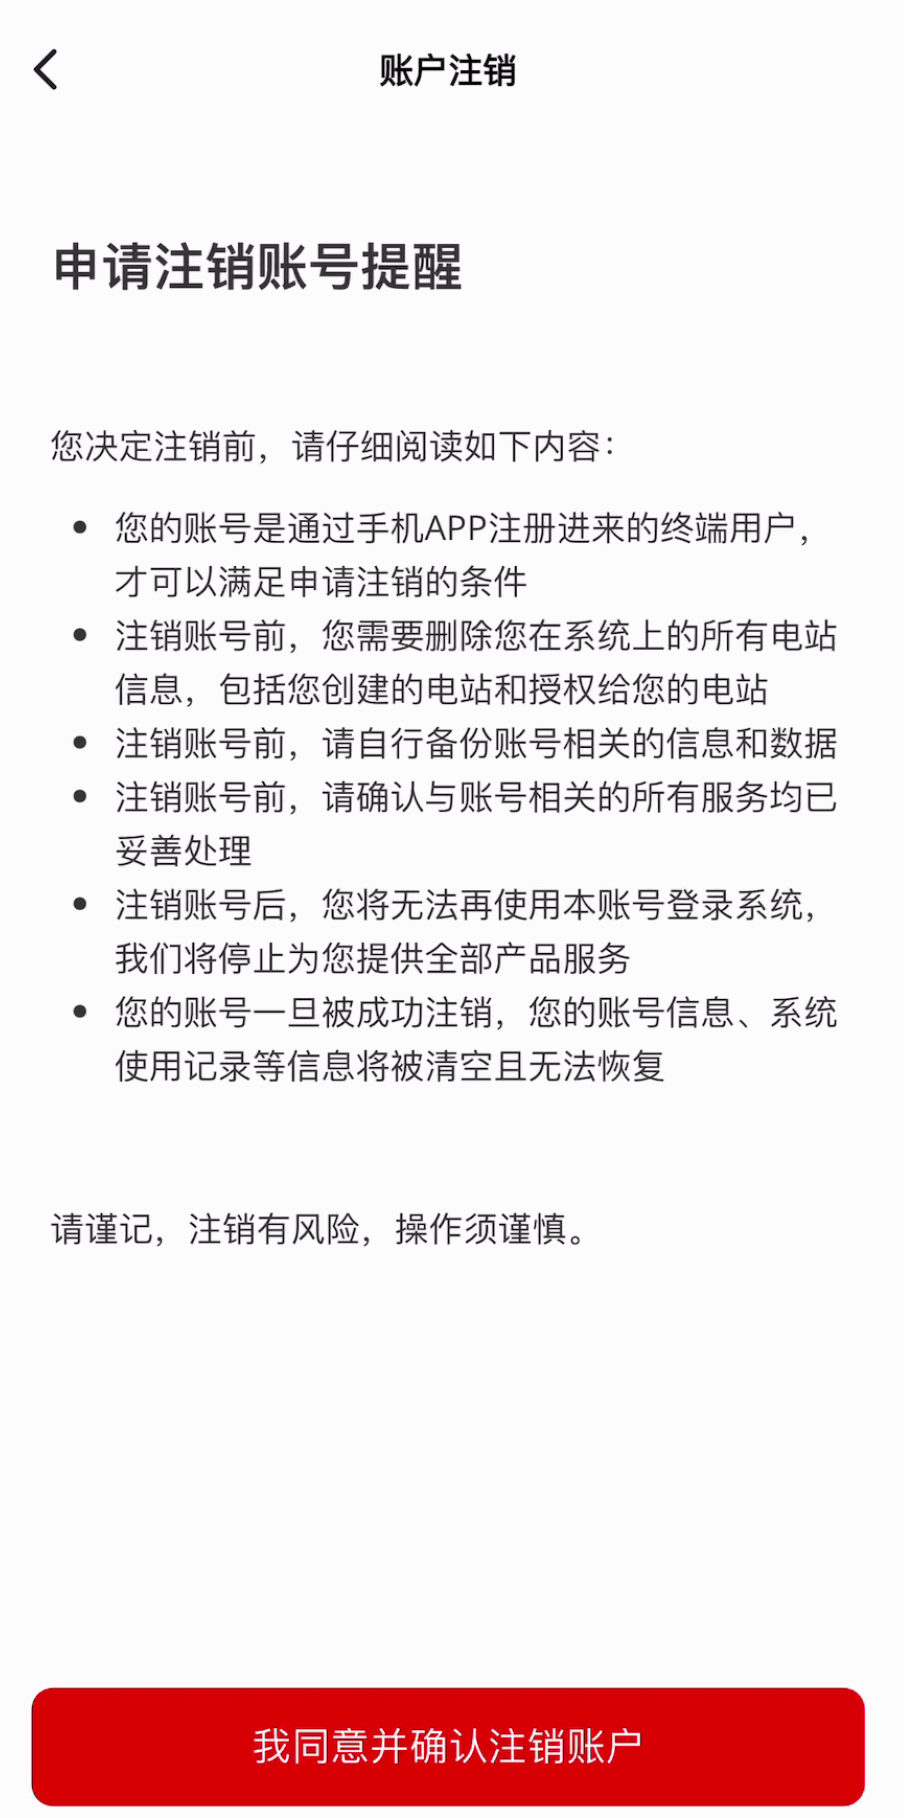 账户注销
申请注销账号提醒
您决定注销前，请仔细阅读如下内容：
• 您的账号是通过手机APP注册进来的终端用户，
才可以满足申请注销的条件
• 注销账号前，您需要删除您在系统上的所有电站
信息，包括您创建的电站和授权给您的电站
• 注销账号前，请自行备份账号相关的信息和数据
• 注销账号前，请确认与账号相关的所有服务均已
妥善处理
• 注销账号后，您将无法再使用本账号登录系统，
我们将停止为您提供全部产品服务
• 您的账号一旦被成功注销，您的账号信息、系统
使用记录等信息将被清空且无法恢复
请谨记，注销有风险，操作须谨慎。
我同意并确认注销账户